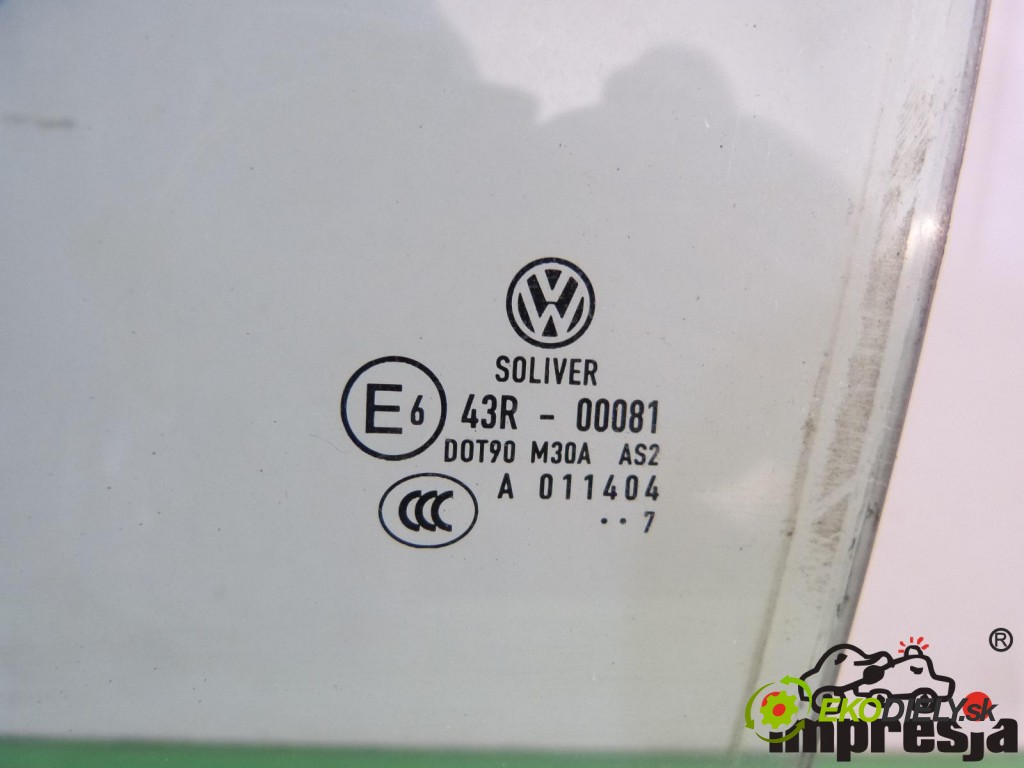 VW
SOLIVER
E6 43R - 00081
DOT90 M30A AS2
CCC A 011404
·· 7
®
EKODIELY.sk
impresja